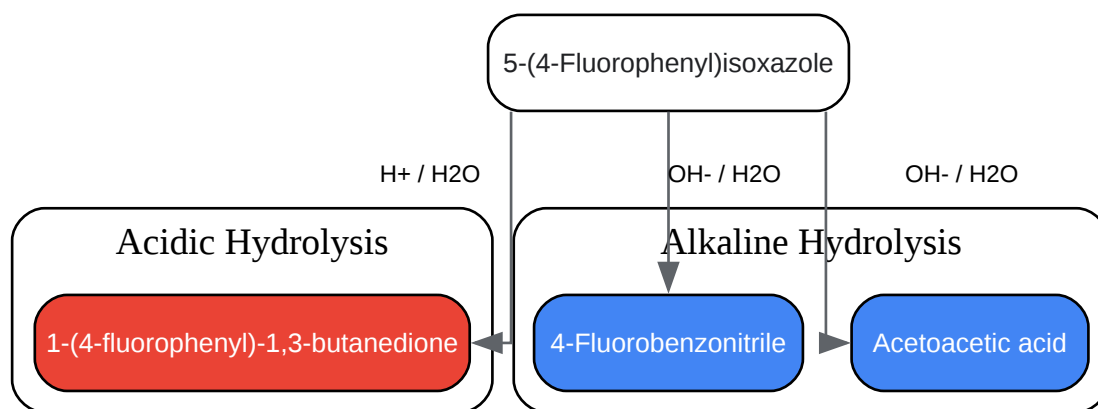 5-(4-Fluorophenyl)isoxazole
H+ / H2O
OH- / H2O
OH- / H2O
Acidic Hydrolysis
Alkaline Hydrolysis
1-(4-fluorophenyl)-1,3-butanedione
4-Fluorobenzonitrile
Acetoacetic acid